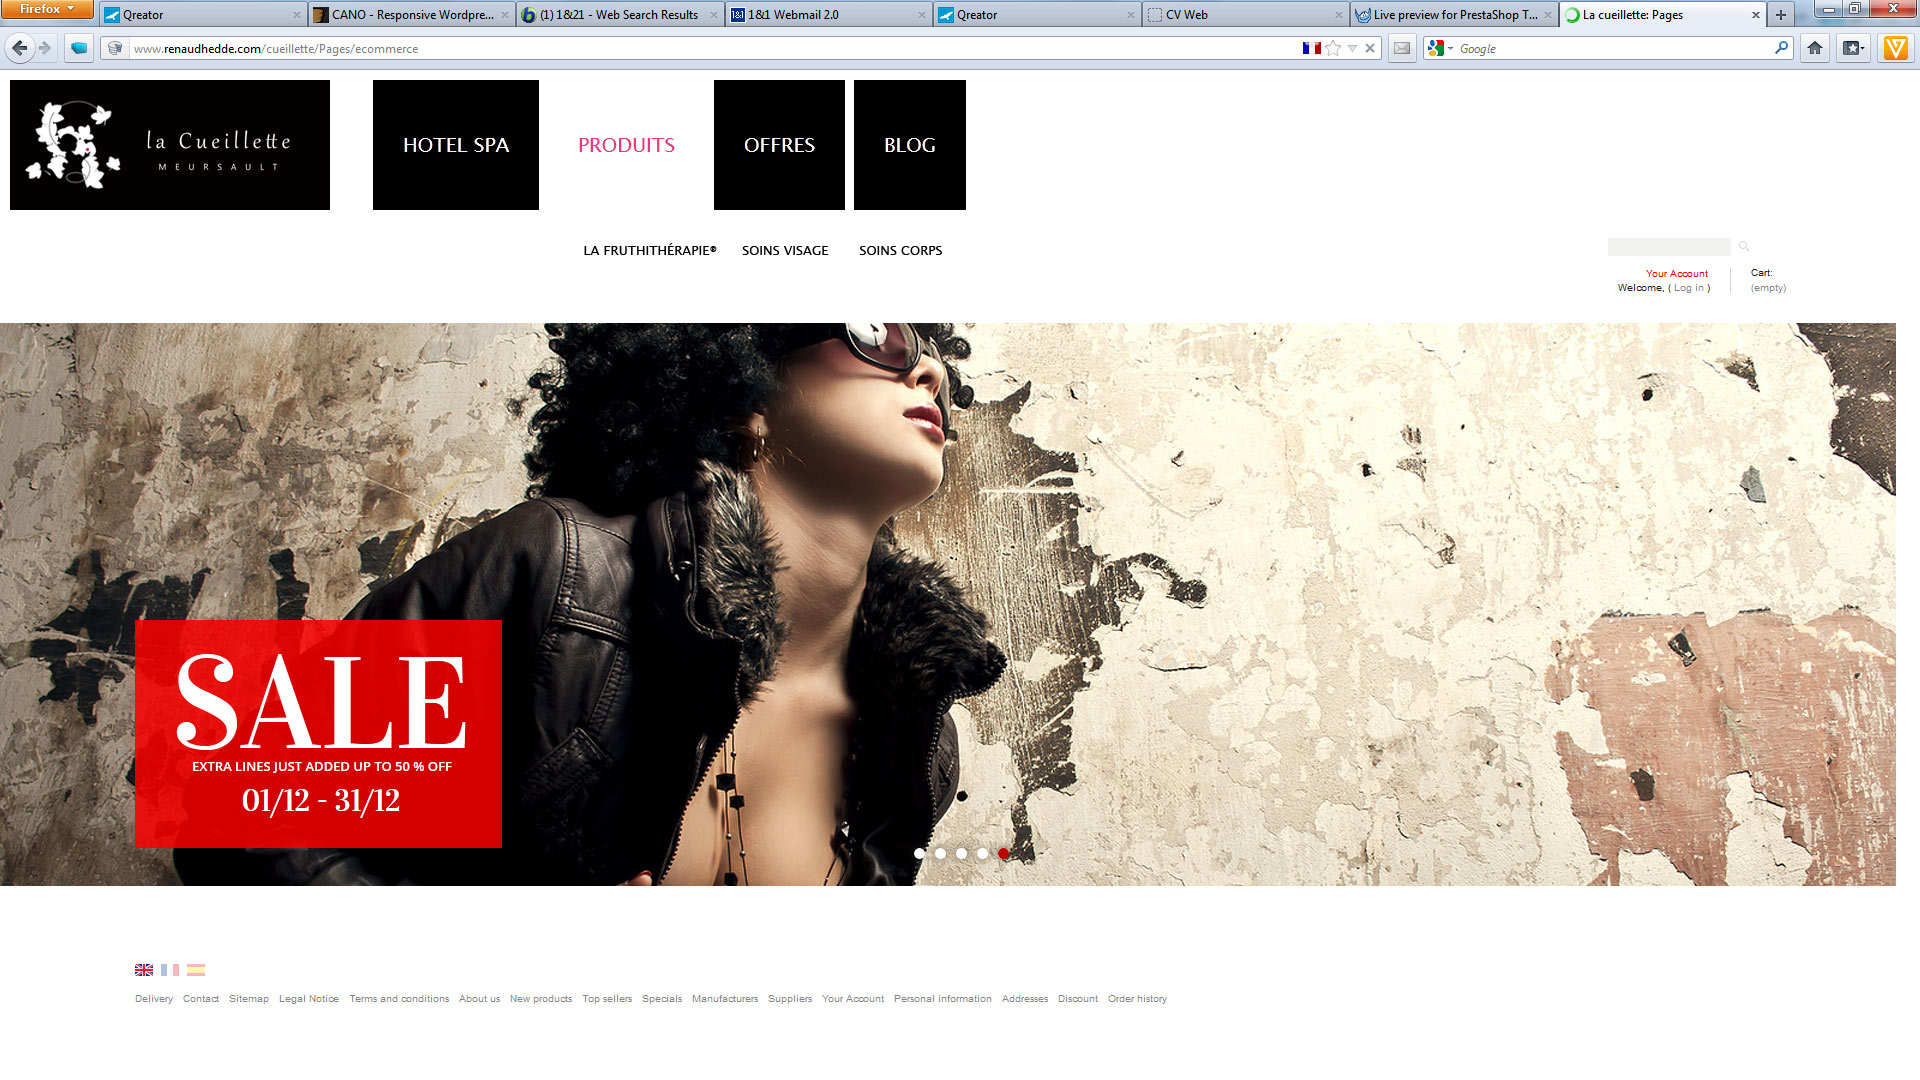 Firefox
Qreator
CANO - Responsive Wordpre...
(1) 1&21 - Web Search Results
1&1 Webmail 2.0
Qreator
CV Web
Live preview for PrestaShop T...
La cueillette: Pages
www.renaudhedde.com/cueillette/Pages/ecommerce
Google
la Cueillette
MEURSAULT
HOTEL SPA
PRODUITS
OFFRES
BLOG
LA FRUTHITHÉRAPIE®
SOINS VISAGE
SOINS CORPS
Your Account
Welcome, ( Log in )
Cart:
(empty)
SALE
EXTRA LINES JUST ADDED UP TO 50 % OFF
01/12 - 31/12
Delivery Contact Sitemap Legal Notice Terms and conditions About us New products Top sellers Specials Manufacturers Suppliers Your Account Personal information Addresses Discount Order history